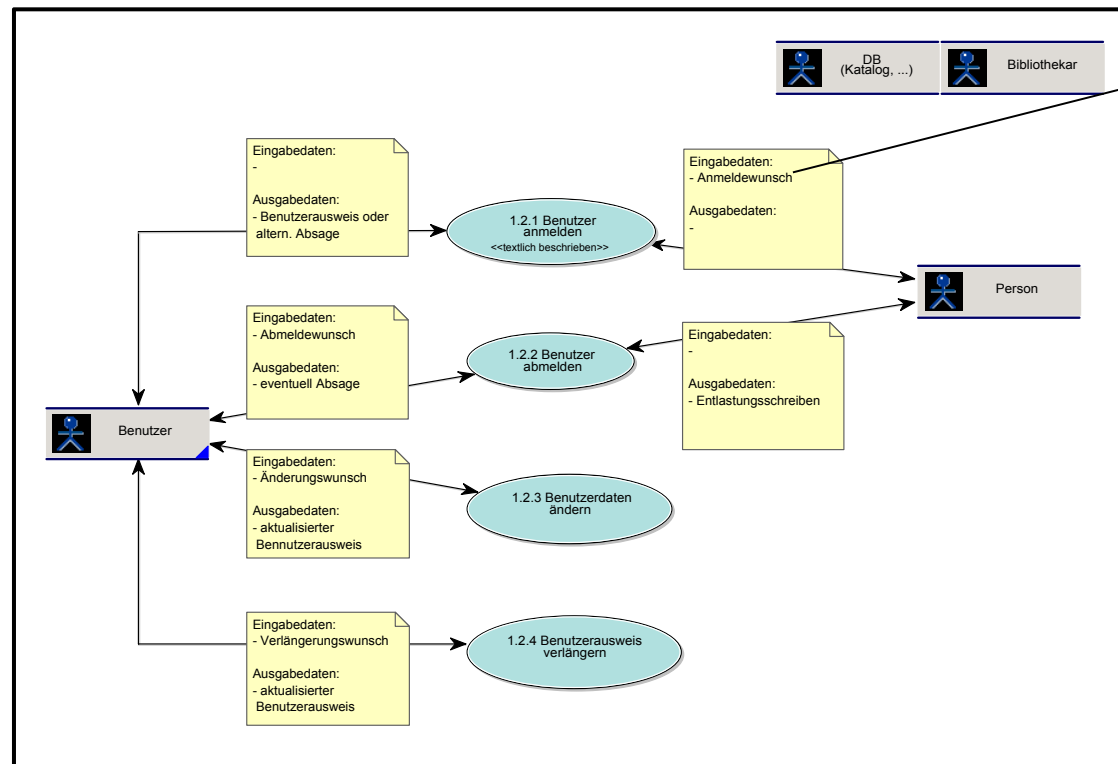 DB
(Katalog, ...)
Bibliothekar
Eingabedaten:
-
Ausgabedaten:
- Benutzerausweis oder
altern. Absage
1.2.1 Benutzer
anmelden
<<textlich beschrieben>>
Eingabedaten:
- Anmeldewunsch
Ausgabedaten:
-
Person
Eingabedaten:
- Abmeldewunsch
Ausgabedaten:
- eventuell Absage
1.2.2 Benutzer
abmelden
Eingabedaten:
-
Ausgabedaten:
- Entlastungsschreiben
Benutzer
Eingabedaten:
- Änderungswunsch
Ausgabedaten:
- aktualisierter
Bennutzerausweis
1.2.3 Benutzerdaten
ändern
Eingabedaten:
- Verlängerungswunsch
Ausgabedaten:
- aktualisierter
Benutzerausweis
1.2.4 Benutzerausweis
verlängern